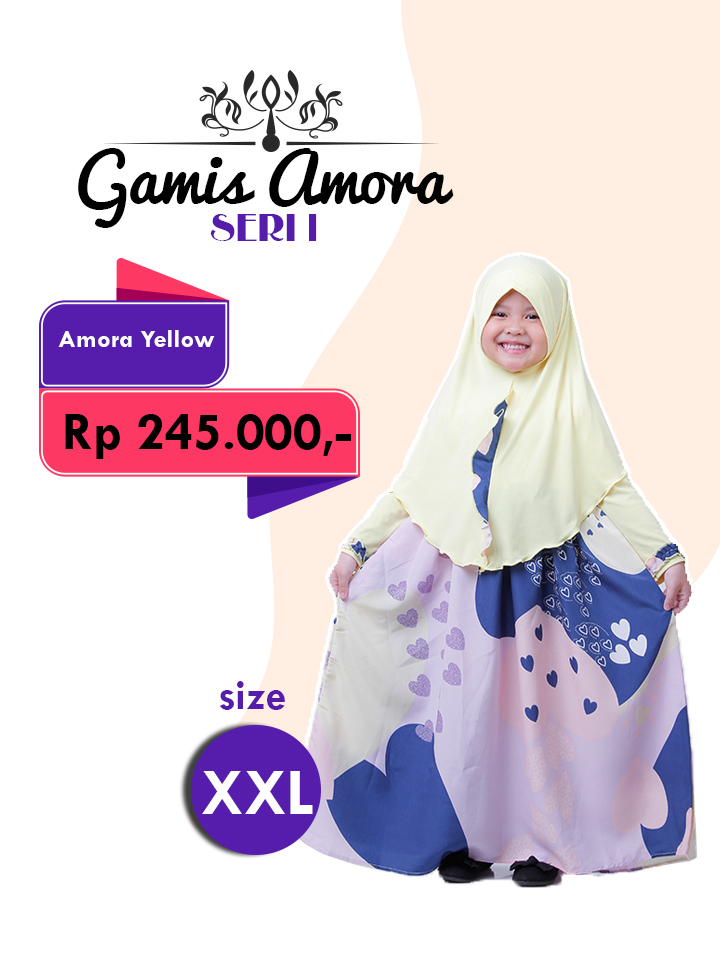 Gamis Amora
SERI I
Amora Yellow
Rp 245.000,-
size
XXL